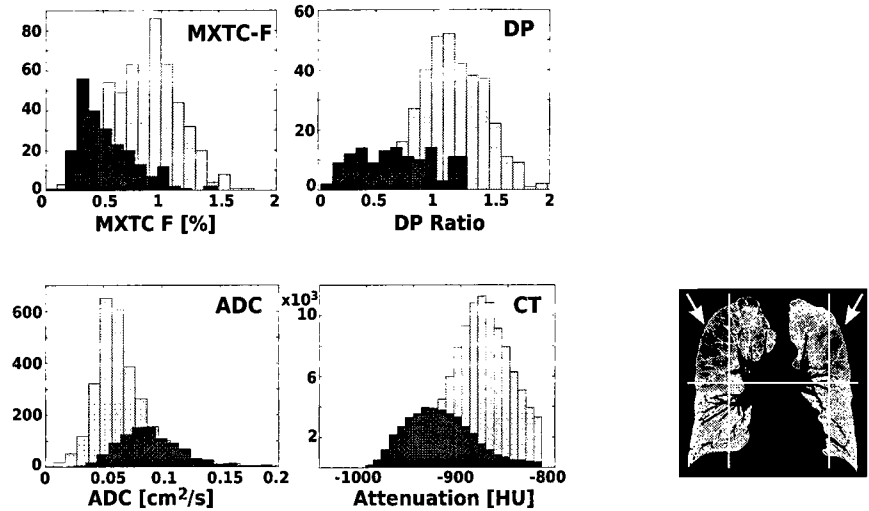 MXTC-F
80
60
40
20
0
0 0.5 1 1.5 2
MXTC F [%]
DP
60
40
20
0
0 0.5 1.0 1.5 2
DP Ratio
ADC
600
400
200
0
0 0.05 0.1 0.15 0.2
ADC [cm²/s]
CT
x10³
10
6
2
-1000 -900 -800
Attenuation [HU]